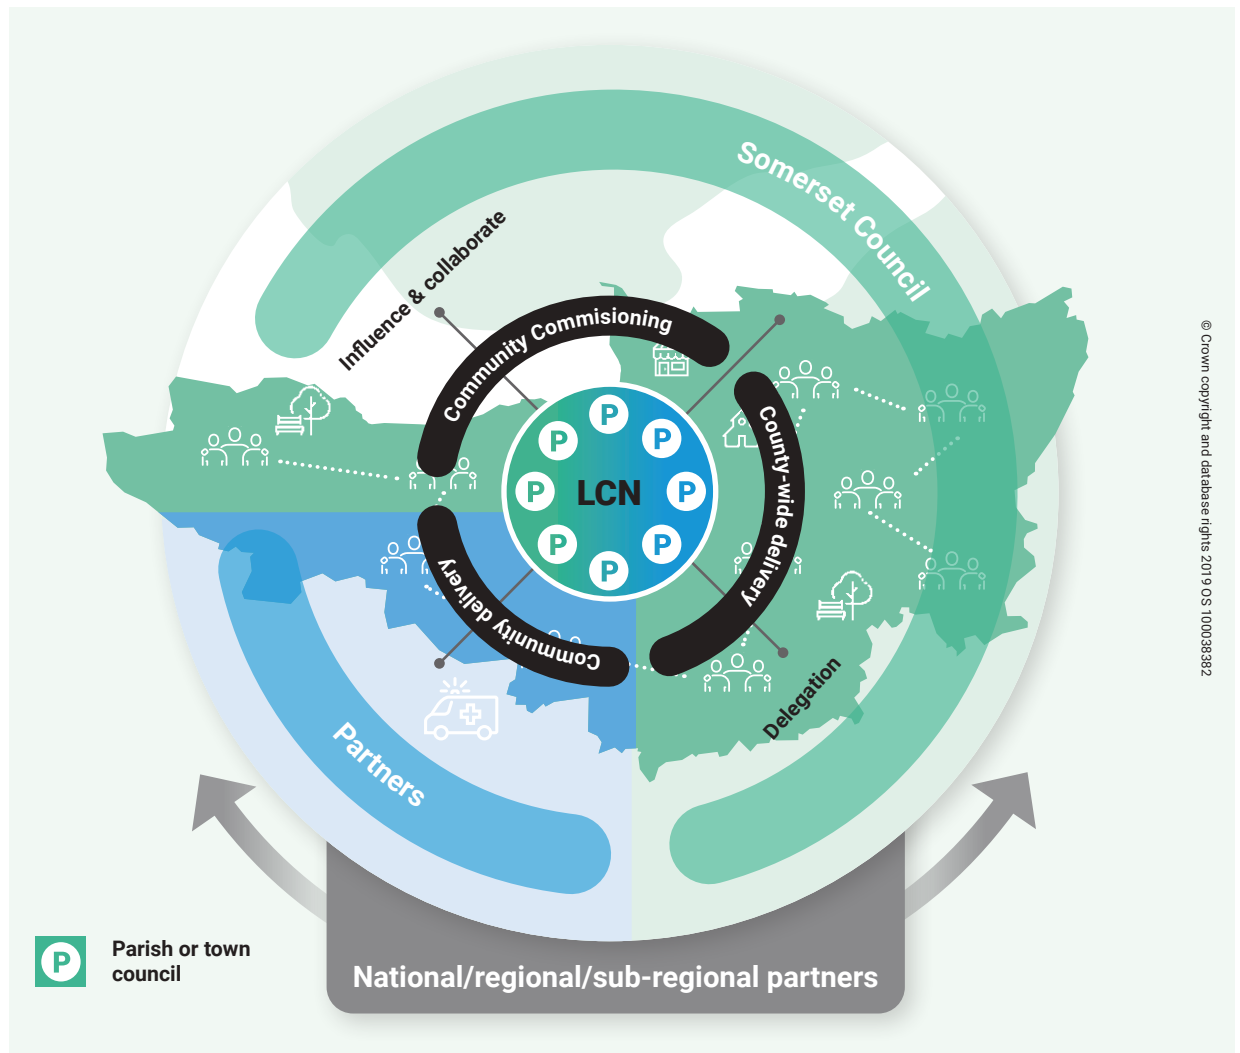 Somerset Council
Influence & collaborate
Community Commisioning
County-wide delivery
P
P
P
P
LCN
P
P
P
P
Community delivery
Delegation
Partners
National/regional/sub-regional partners
P
Parish or town
council
© Crown copyright and database rights 2019 OS 100038382